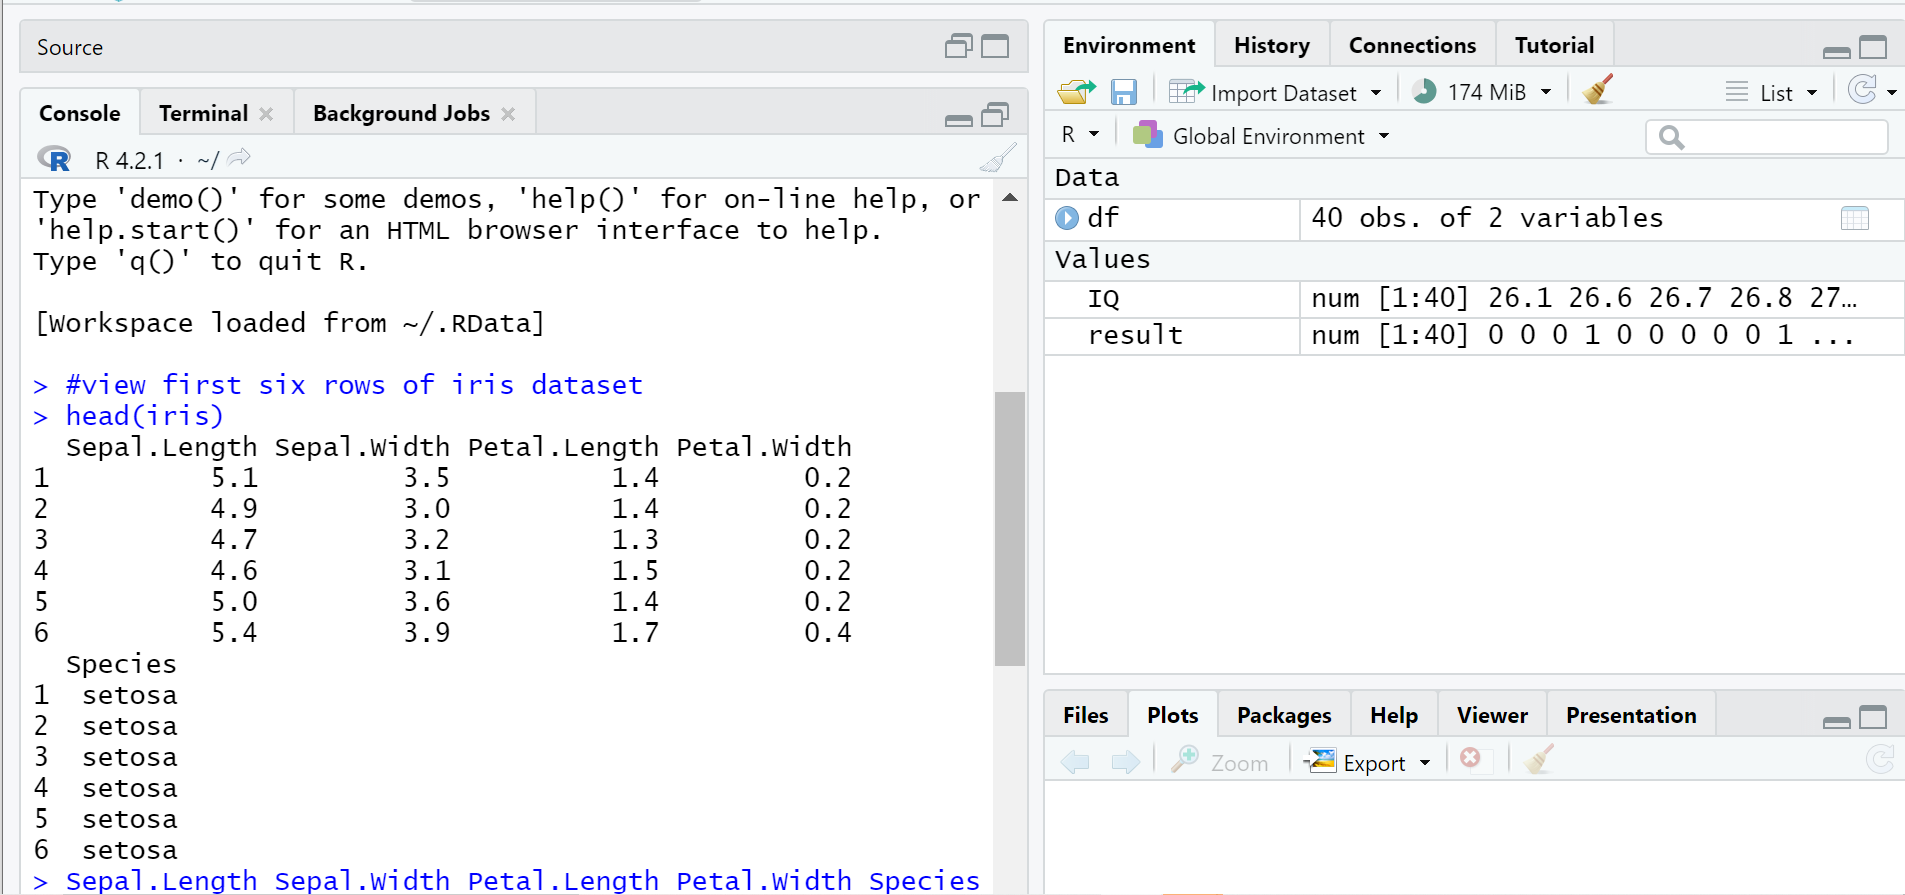 Source
Console Terminal Background Jobs
R 4.2.1 · ~/
Type 'demo()' for some demos, 'help()' for on-line help, or
'help.start()' for an HTML browser interface to help.
Type 'q()' to quit R.
[Workspace loaded from ~/.RData]
> #view first six rows of iris dataset
> head(iris)
  Sepal.Length Sepal.Width Petal.Length Petal.Width
1          5.1         3.5          1.4         0.2
2          4.9         3.0          1.4         0.2
3          4.7         3.2          1.3         0.2
4          4.6         3.1          1.5         0.2
5          5.0         3.6          1.4         0.2
6          5.4         3.9          1.7         0.4
  Species
1  setosa
2  setosa
3  setosa
4  setosa
5  setosa
6  setosa
> Sepal.Length Sepal.Width Petal.Length Petal.Width Species
Environment History Connections Tutorial
Import Dataset 174 MiB List
R Global Environment
Data
df 40 obs. of 2 variables
Values
IQ num [1:40] 26.1 26.6 26.7 26.8 27…
result num [1:40] 0 0 0 1 0 0 0 0 0 1 ...
Files Plots Packages Help Viewer Presentation
Zoom Export